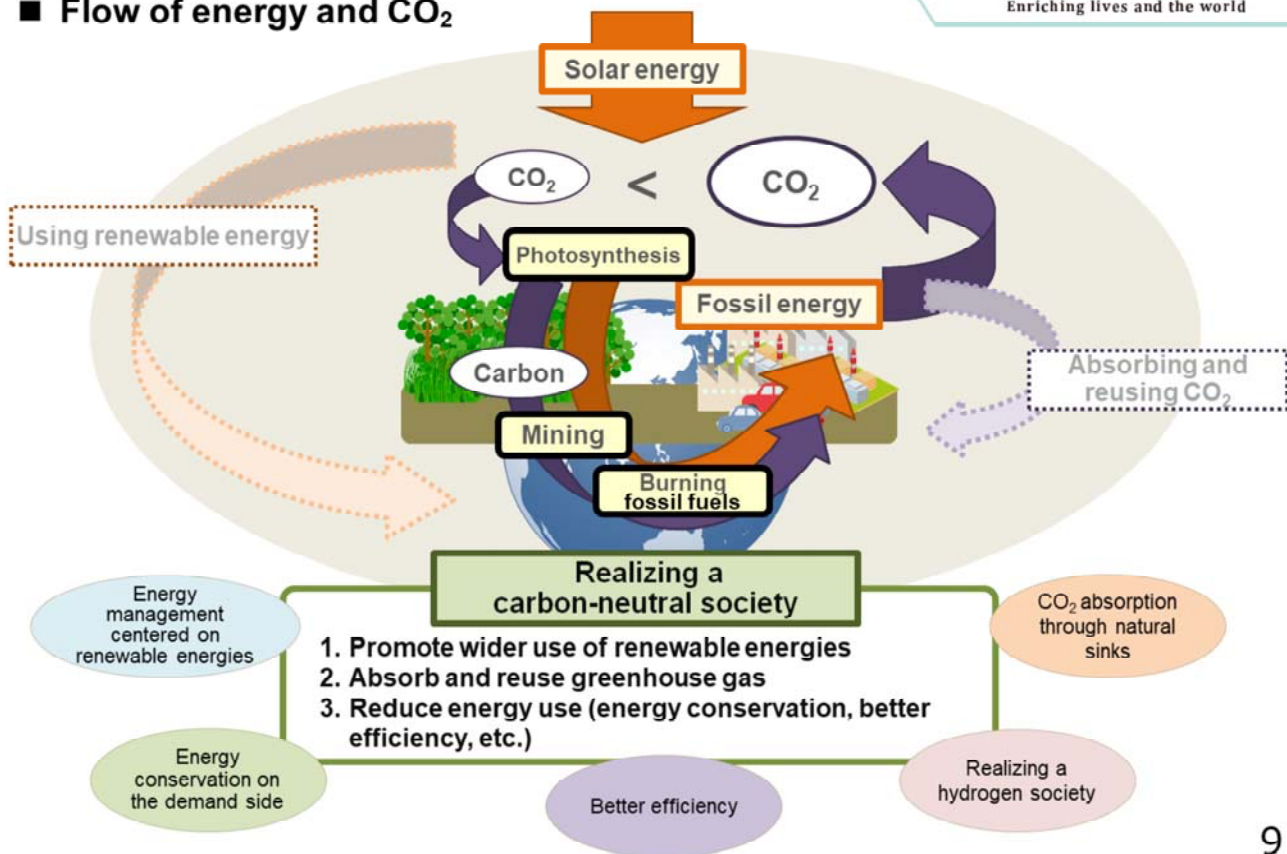 ■ Flow of energy and CO₂
Enriching lives and the world
Solar energy
CO₂
<
CO₂
Using renewable energy
Photosynthesis
Fossil energy
Carbon
Absorbing and
reusing CO₂
Mining
Burning
fossil fuels
Realizing a
carbon-neutral society
Energy
management
centered on
renewable energies
CO₂ absorption
through natural
sinks
1. Promote wider use of renewable energies
2. Absorb and reuse greenhouse gas
3. Reduce energy use (energy conservation, better
efficiency, etc.)
Energy
conservation on
the demand side
Better efficiency
Realizing a
hydrogen society
9